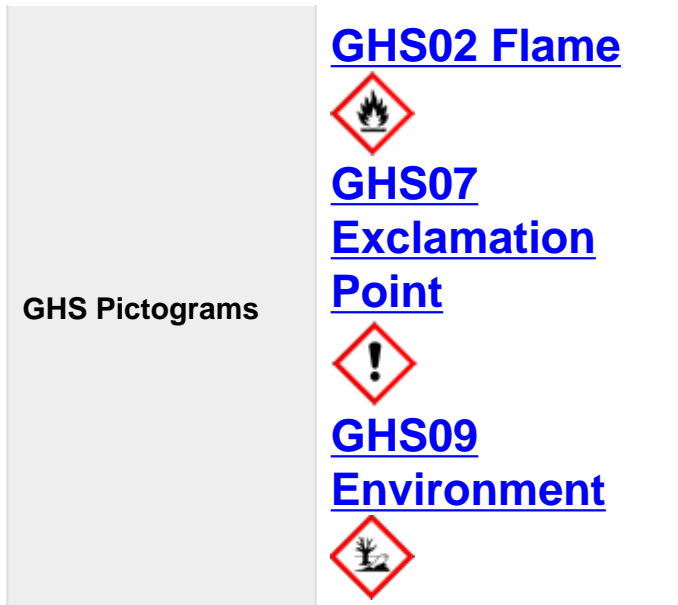 GHS Pictograms
GHS02 Flame
GHS07
Exclamation
Point
GHS09
Environment